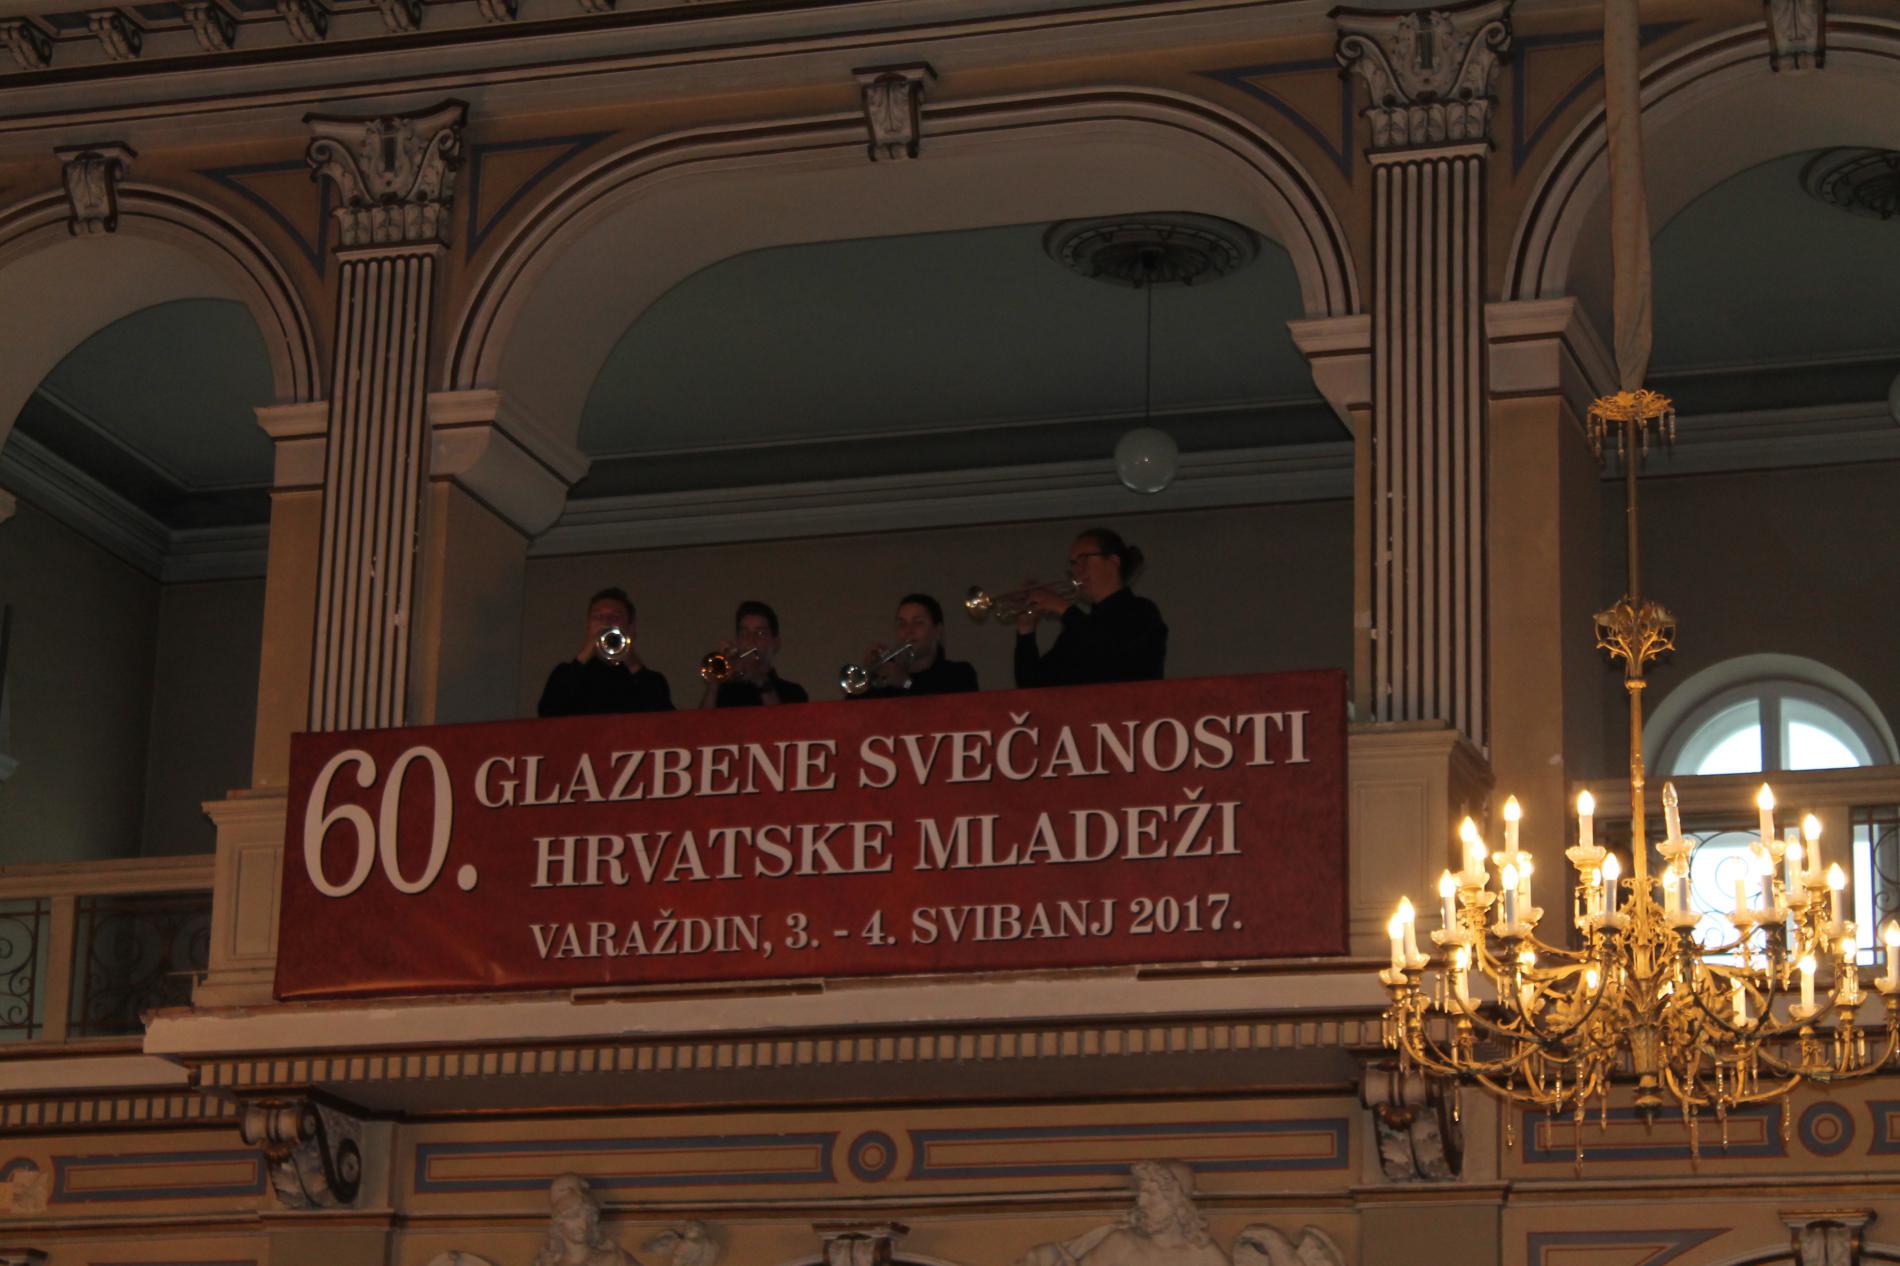 60. GLAZBENE SVEČANOSTI
HRVATSKE MLADEŽI
VARAŽDIN, 3. - 4. SVIBANJ 2017.